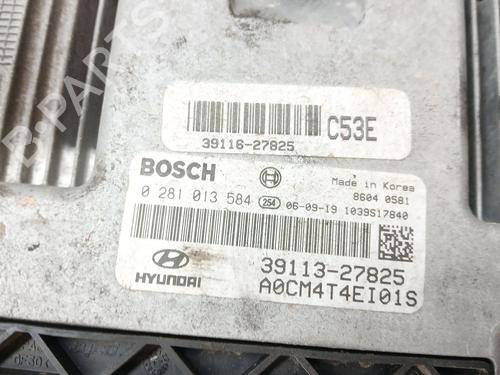 B-PARTS
C53E
39116-27825
BOSCH
Made in Korea
8604 0S81
0 281 013 584 254 06-09-19 1039S17840
HYUNDAI
39113-27825
A0CM4T4EI01S